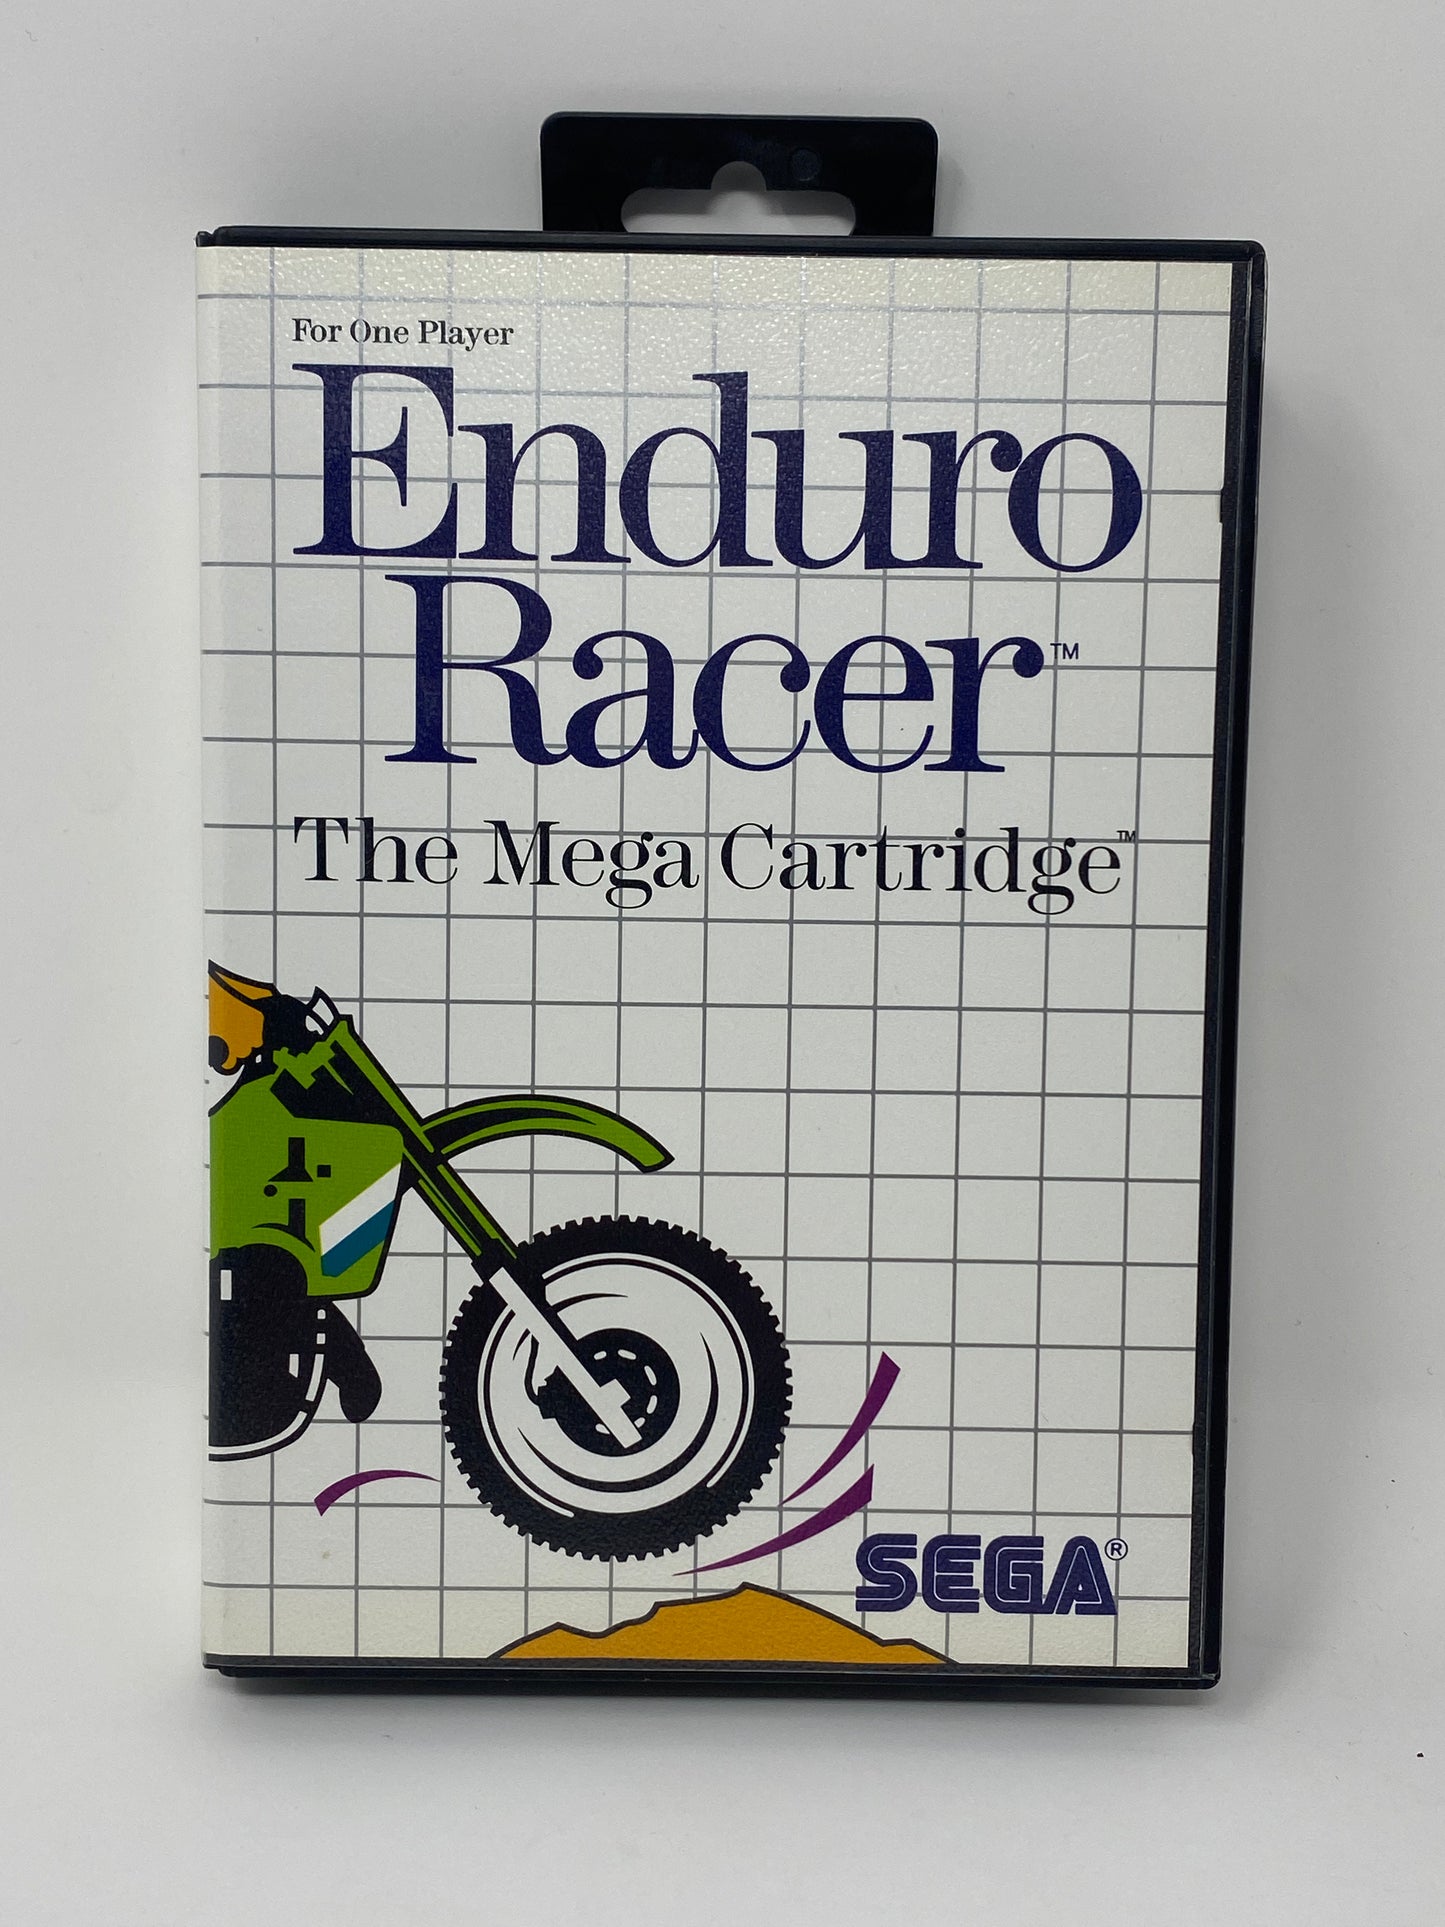 For One Player
Enduro
Racer™
The Mega Cartridge™
SEGA®